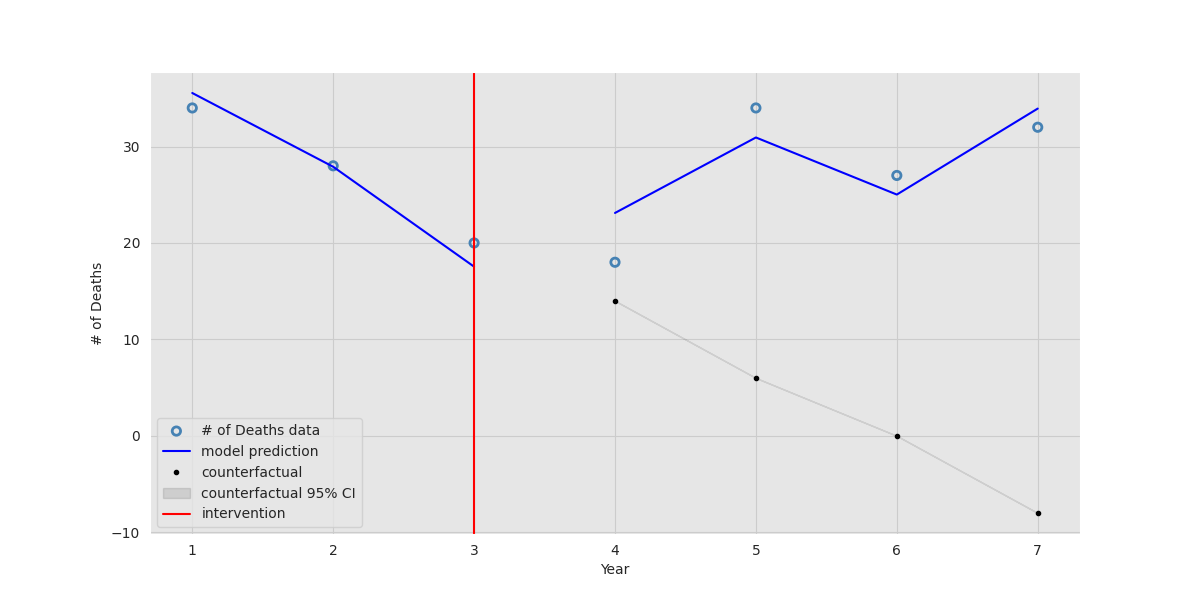 30
20
10
0
−10
# of Deaths
# of Deaths data
model prediction
counterfactual
counterfactual 95% CI
intervention
1 2 3 4 5 6 7
Year